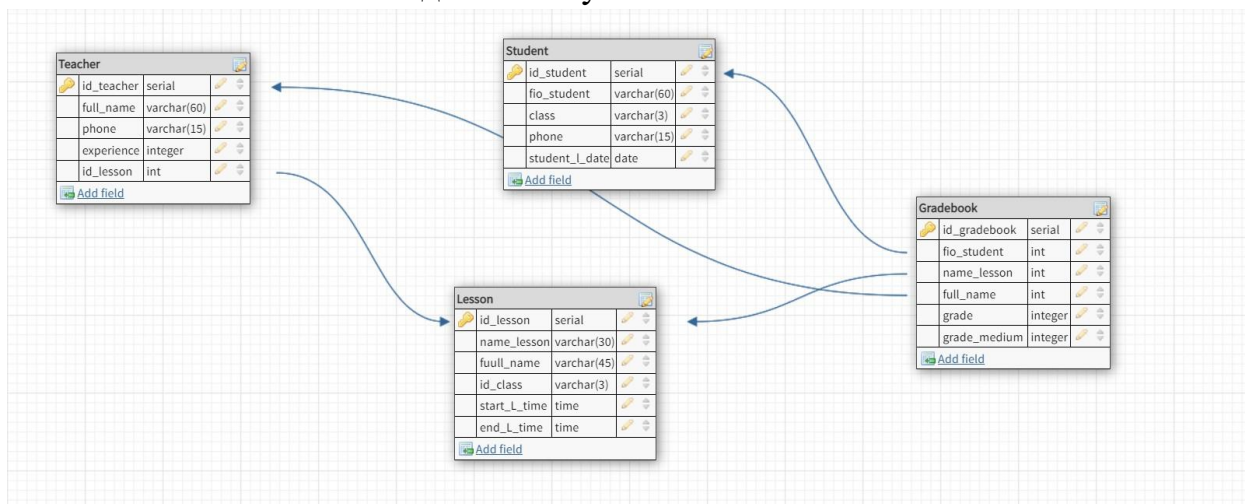 Teacher
id_teacher serial
full_name varchar(60)
phone varchar(15)
experience integer
id_lesson int
Add field
Student
id_student serial
fio_student varchar(60)
class varchar(3)
phone varchar(15)
student_l_date date
Add field
Gradebook
id_gradebook serial
fio_student int
name_lesson int
full_name int
grade integer
grade_medium integer
Add field
Lesson
id_lesson serial
name_lesson varchar(30)
fuull_name varchar(45)
id_class varchar(3)
start_L_time time
end_L_time time
Add field